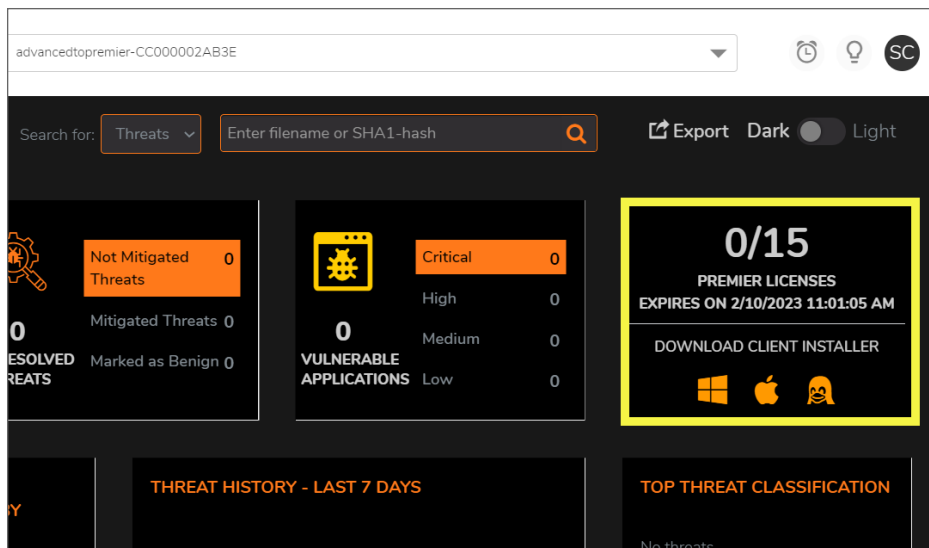 advancedtopremier-CC000002AB3E
SC
Search for:
Threats
Enter filename or SHA1-hash
Export
Dark
Light
Not Mitigated 0
Threats
Mitigated Threats 0
Marked as Benign 0
0
ESOLVED
REATS
0
VULNERABLE
APPLICATIONS
Critical 0
High 0
Medium 0
Low 0
0/15
PREMIER LICENSES
EXPIRES ON 2/10/2023 11:01:05 AM
DOWNLOAD CLIENT INSTALLER
Y
THREAT HISTORY - LAST 7 DAYS
TOP THREAT CLASSIFICATION
No threats